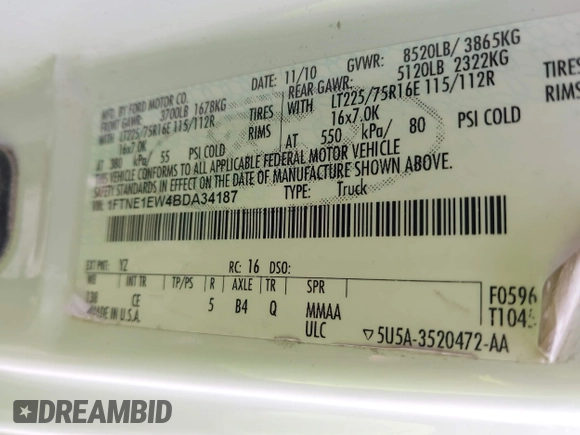 MFD. BY FORD MOTOR CO.
DATE: 11/10 GVWR: 8520LB/ 3865KG
FRONT GAWR: 3700LB 1678KG REAR GAWR: 5120LB 2322KG
LT225/75R16E 115/112R TIRES WITH LT225/75R16E 115/112R TIRES
16x7.0K RIMS 16x7.0K RIMS
AT 380 kPa/ 55 PSI COLD AT 550 kPa/ 80 PSI COLD
THIS VEHICLE CONFORMS TO ALL APPLICABLE FEDERAL MOTOR VEHICLE
SAFETY STANDARDS IN EFFECT ON THE DATE OF MANUFACTURE SHOWN ABOVE.
1FTNE1EW4BDA34187 TYPE: Truck
EXT PNT: YZ RC: 16 DSO:
WB INT TR TP/PS R AXLE TR SPR F0596
138 CE 5 B4 Q MMAA
MADE IN U.S.A. ULC ▽5U5A-3520472-AA
DREAMBID